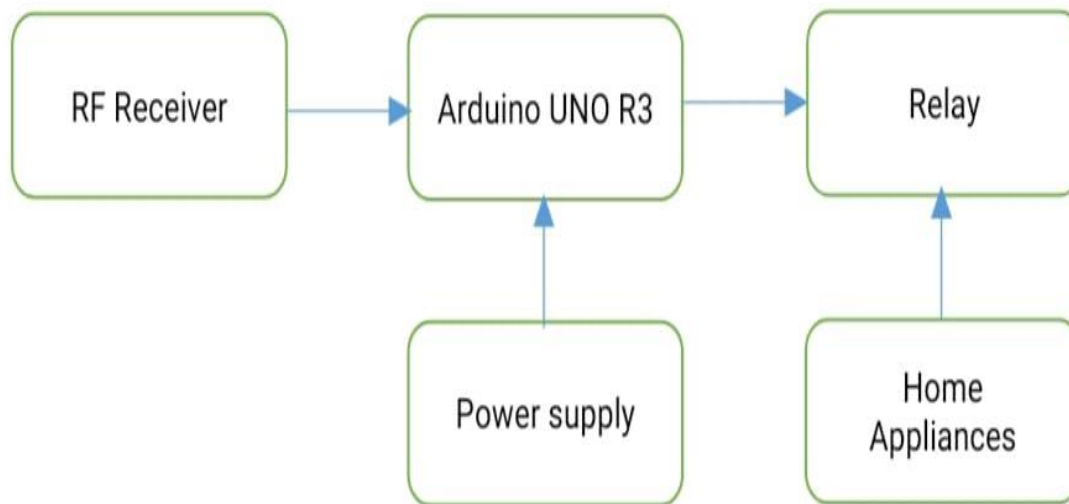 RF Receiver
Arduino UNO R3
Relay
Power supply
Home
Appliances